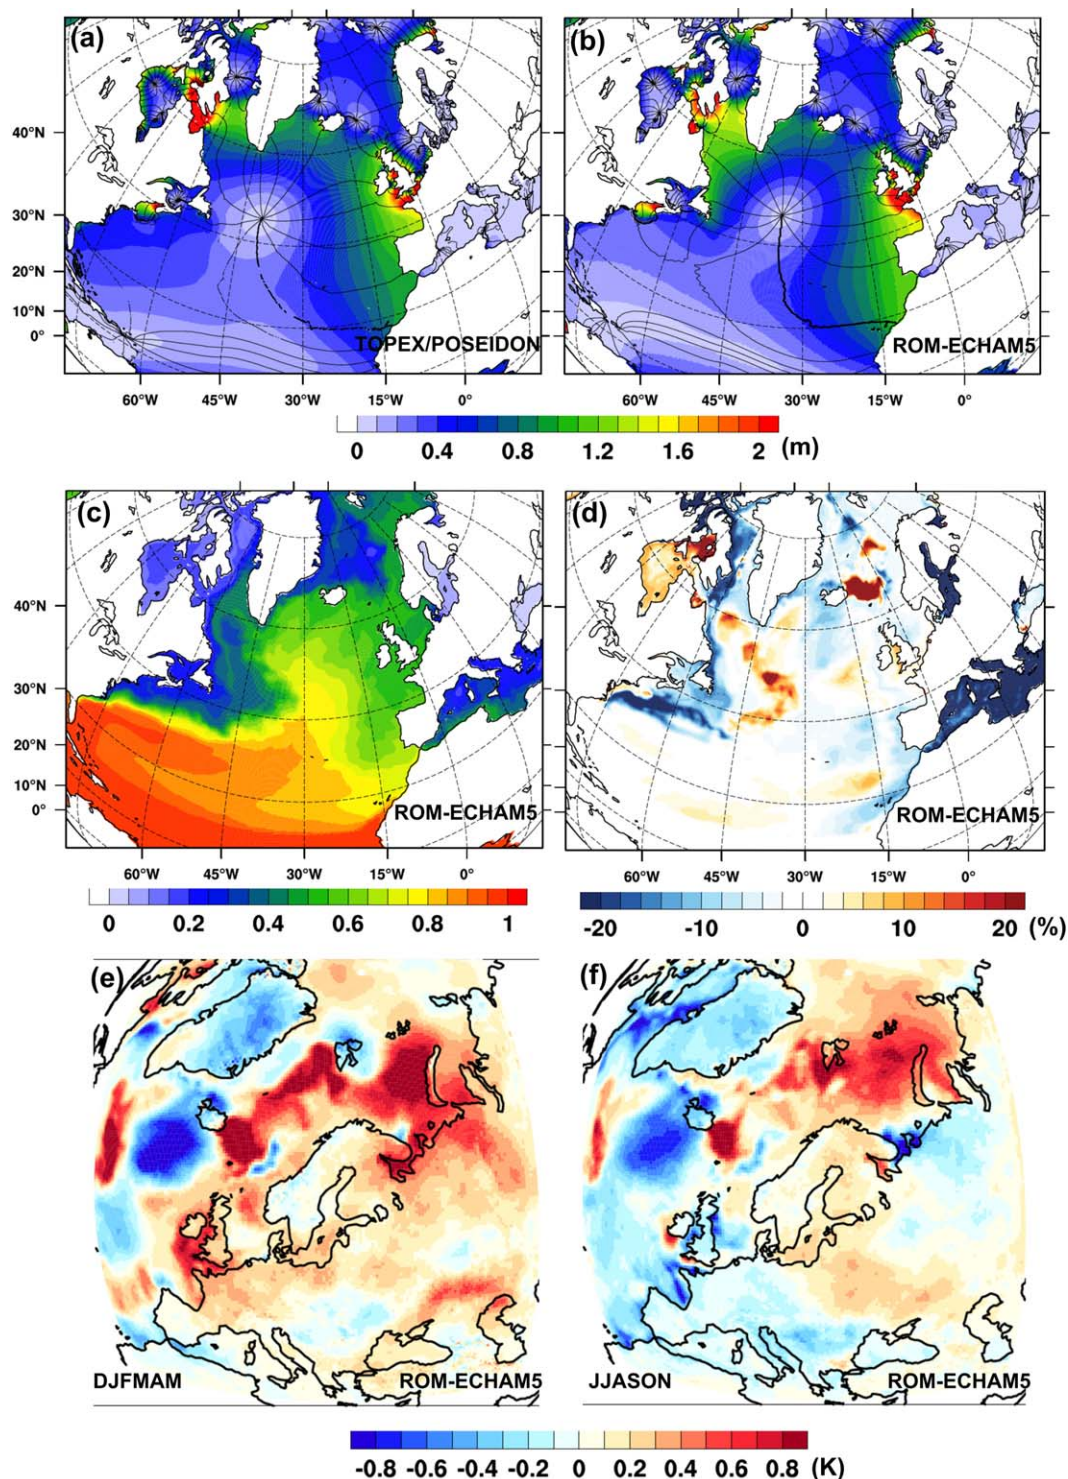 (a) (b)
40°N
30°N
20°N
10°N
0°
TOPEX/POSEIDON
ROM-ECHAM5
60°W 45°W 30°W 15°W 0° 60°W 45°W 30°W 15°W 0°
0 0.4 0.8 1.2 1.6 2 (m)
(c) (d)
40°N
30°N
20°N
10°N
0°
ROM-ECHAM5 ROM-ECHAM5
60°W 45°W 30°W 15°W 0° 60°W 45°W 30°W 15°W 0°
0 0.2 0.4 0.6 0.8 1
-20 -10 0 10 20 (%)
(e) (f)
DJFMAM ROM-ECHAM5 JJASON ROM-ECHAM5
-0.8 -0.6 -0.4 -0.2 0 0.2 0.4 0.6 0.8 (K)